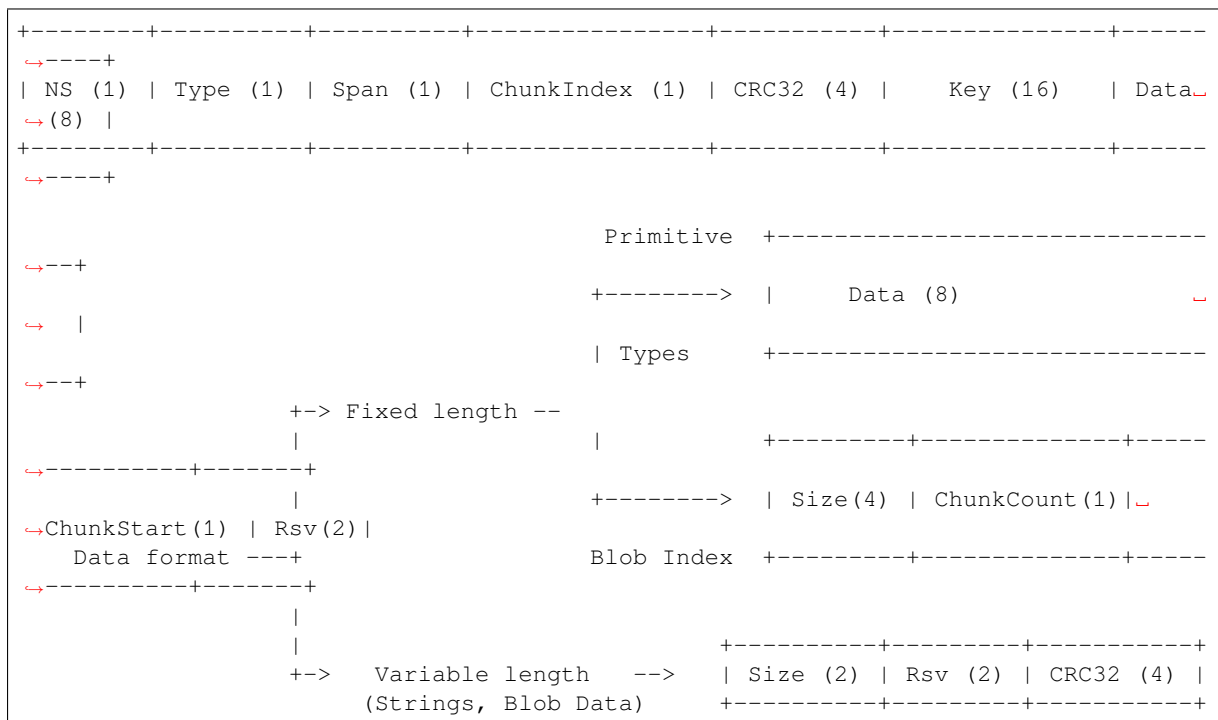 +--------+----------+----------+---------------+-----------+---------------+------
↪----+
| NS (1) | Type (1) | Span (1) | ChunkIndex (1) | CRC32 (4) |    Key (16)   | Data␣
↪(8) |
+--------+----------+----------+---------------+-----------+---------------+------
↪----+

                                       Primitive  +-----------------------------
↪--+
                                      +-------->  |     Data (8)                ␣
↪  |
                                      | Types     +-----------------------------
↪--+
                  +-> Fixed length --
                  |                   |           +---------+--------------+-----
↪----------+-------+
                  |                   +-------->  | Size(4) | ChunkCount(1)|␣
↪ChunkStart(1) | Rsv(2)|
   Data format ---+                   Blob Index  +---------+--------------+-----
↪----------+-------+
                  |
                  |                            +----------+---------+-----------+
                  +->   Variable length   -->  | Size (2) | Rsv (2) | CRC32 (4) |
                       (Strings, Blob Data)    +----------+---------+-----------+